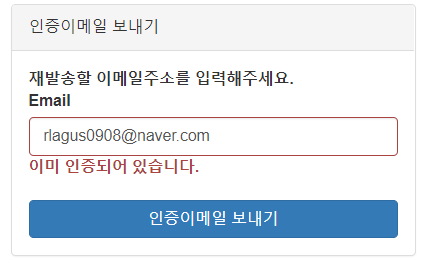 인증이메일 보내기
재발송할 이메일주소를 입력해주세요.
Email
rlagus0908@naver.com
이미 인증되어 있습니다.
인증이메일 보내기